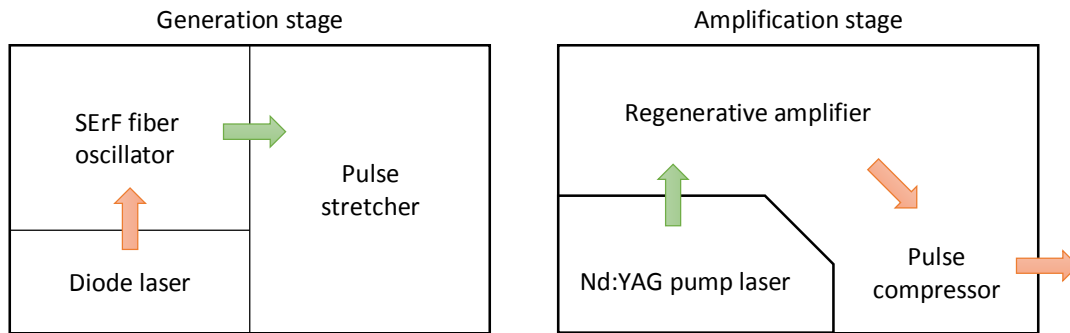 Generation stage
SErF fiber
oscillator
Pulse
stretcher
Diode laser
Amplification stage
Regenerative amplifier
Nd:YAG pump laser
Pulse
compressor